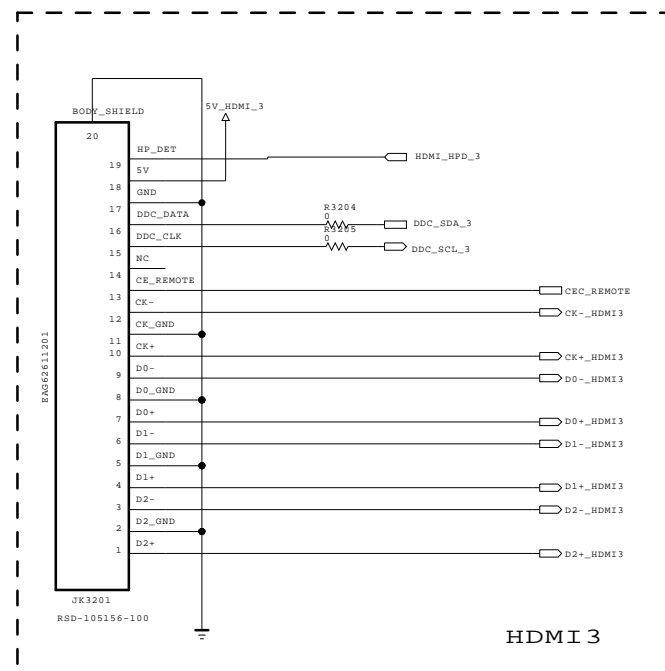 BODY_SHIELD
5V_HDMI_3
20
HP_DET
HDMI_HPD_3
19
5V
18
GND
17
R3204
0
DDC_DATA
DDC_SDA_3
16
R3205
0
DDC_CLK
DDC_SCL_3
15
NC
14
CE_REMOTE
CEC_REMOTE
13
CK-
CK-_HDMI3
12
CK_GND
11
CK+
CK+_HDMI3
10
D0-
D0-_HDMI3
9
D0_GND
8
D0+
D0+_HDMI3
7
D1-
D1-_HDMI3
6
D1_GND
5
D1+
D1+_HDMI3
4
D2-
D2-_HDMI3
3
D2_GND
2
D2+
D2+_HDMI3
1
EAG62611201
JK3201
RSD-105156-100
HDMI3